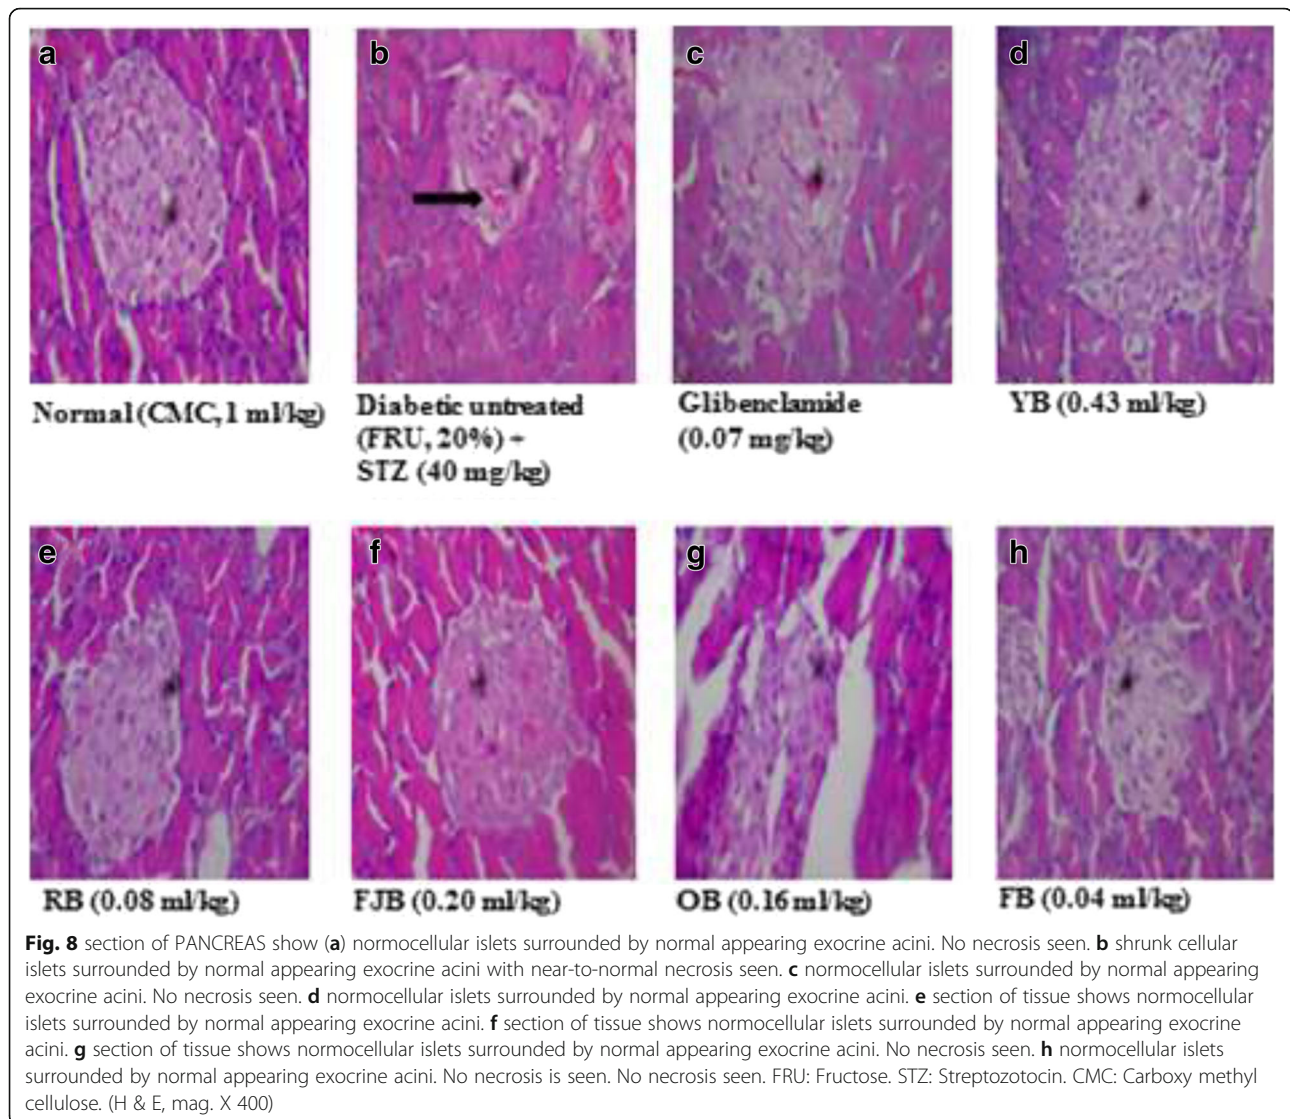 a
b
c
d
Normal (CMC, 1 ml/kg)
Diabetic untreated
(FRU, 20%) +
STZ (40 mg/kg)
Glibenclamide
(0.07 mg/kg)
YB (0.43 ml/kg)
e
f
g
h
RB (0.08 ml/kg)
FJB (0.20 ml/kg)
OB (0.16 ml/kg)
FB (0.04 ml/kg)
Fig. 8 section of PANCREAS show (a) normocellular islets surrounded by normal appearing exocrine acini. No necrosis seen. b shrunk cellular
islets surrounded by normal appearing exocrine acini with near-to-normal necrosis seen. c normocellular islets surrounded by normal appearing
exocrine acini. No necrosis seen. d normocellular islets surrounded by normal appearing exocrine acini. e section of tissue shows normocellular
islets surrounded by normal appearing exocrine acini. f section of tissue shows normocellular islets surrounded by normal appearing exocrine
acini. g section of tissue shows normocellular islets surrounded by normal appearing exocrine acini. No necrosis seen. h normocellular islets
surrounded by normal appearing exocrine acini. No necrosis is seen. No necrosis seen. FRU: Fructose. STZ: Streptozotocin. CMC: Carboxy methyl
cellulose. (H & E, mag. X 400)